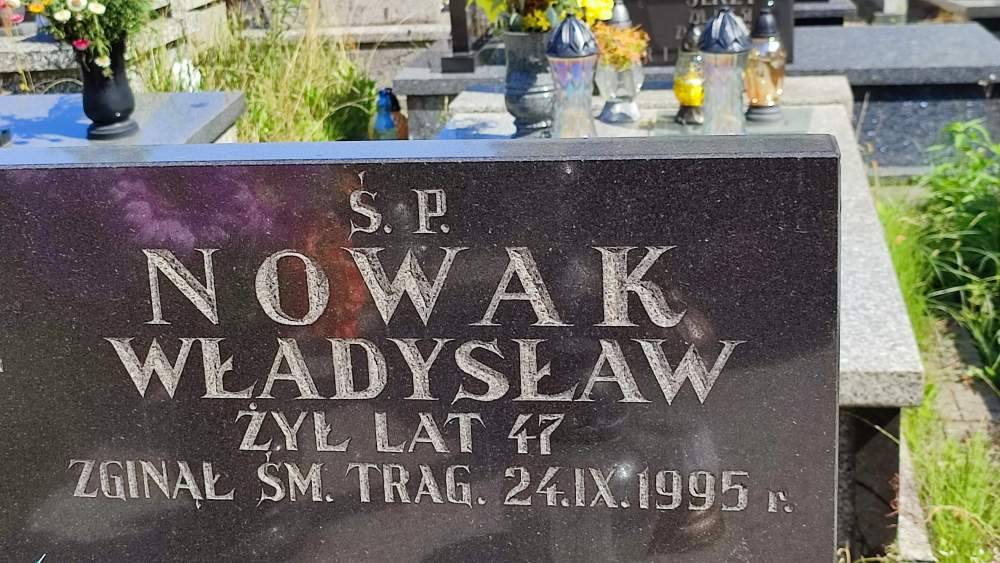 Ś. P.
NOWAK
WŁADYSŁAW
ŻYŁ LAT 47
ZGINĄŁ ŚM. TRAG. 24.IX.1995 r.